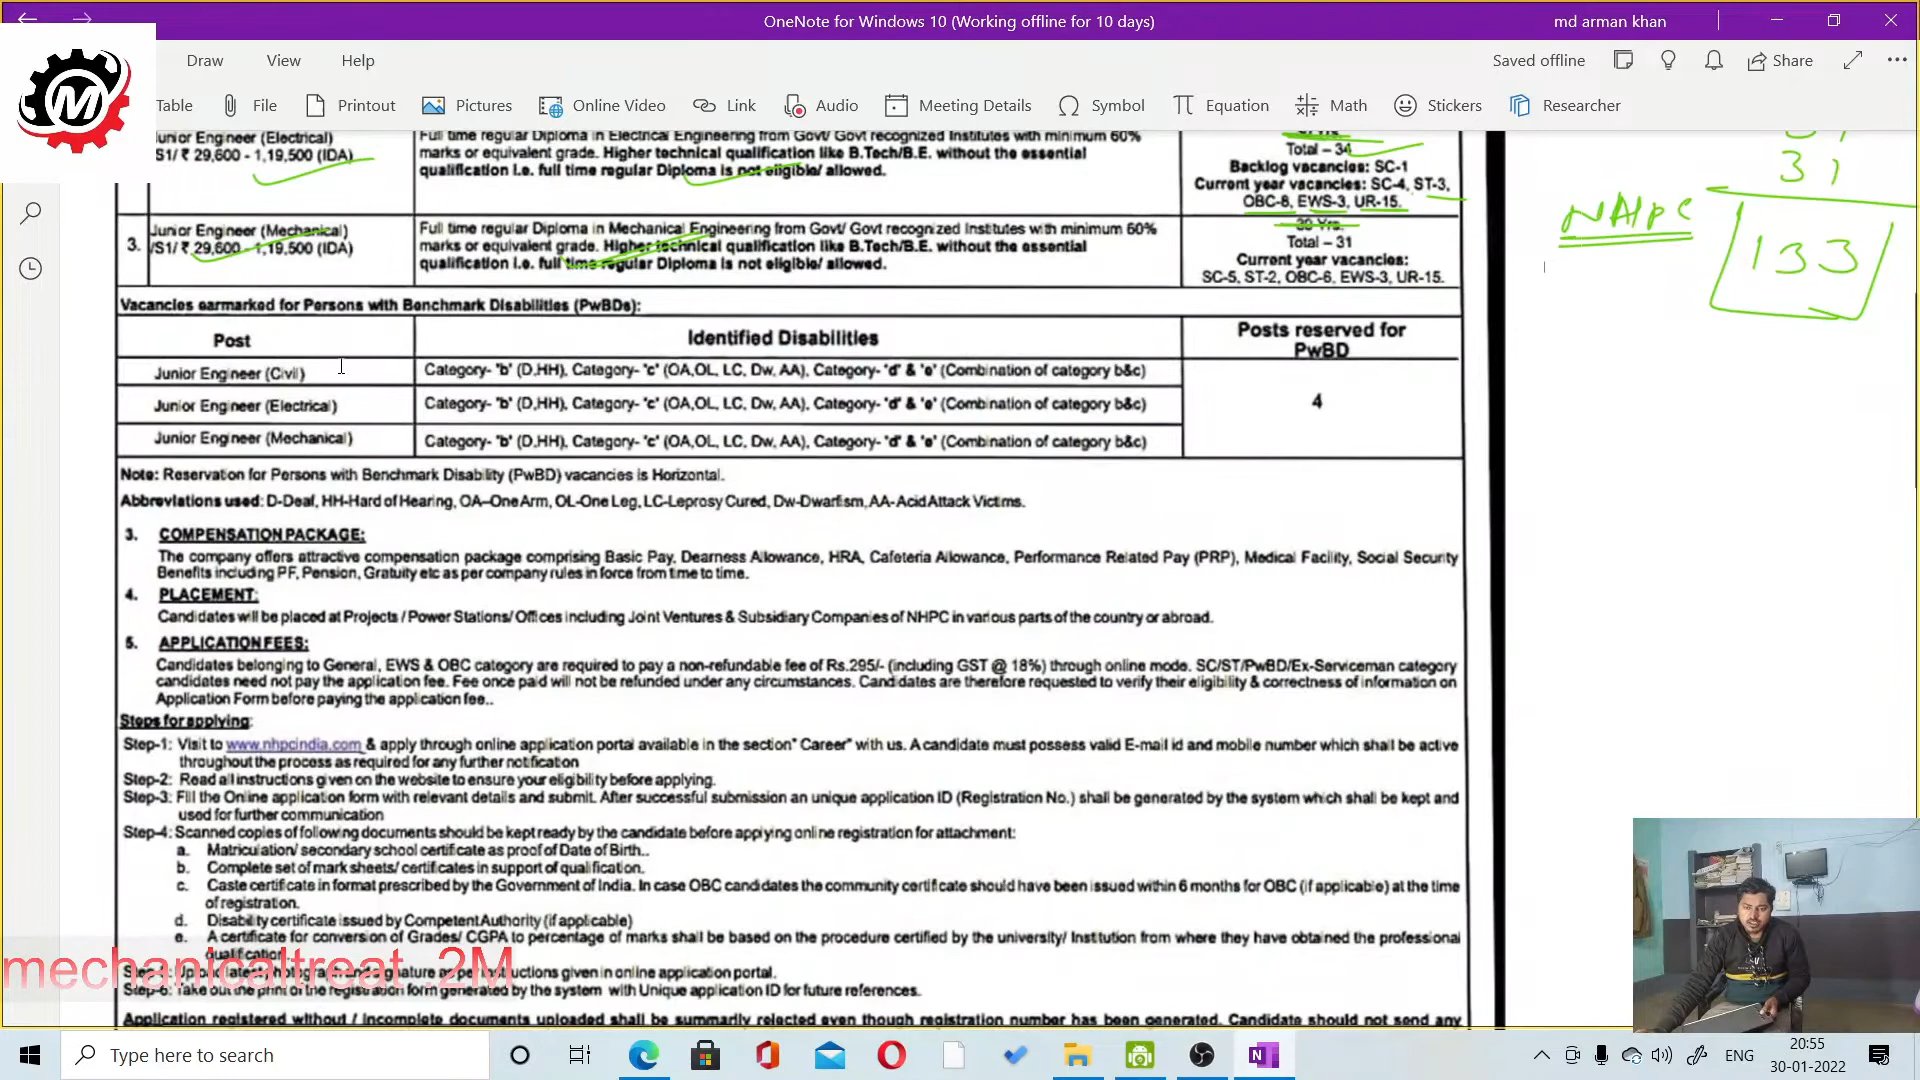 OneNote for Windows 10 (Working offline for 10 days)
md arman khan
Draw
View
Help
Saved offline
Share
Table
File
Printout
Pictures
Online Video
Link
Audio
Meeting Details
Symbol
Equation
Math
Stickers
Researcher
M
Junior Engineer (Electrical)
/S1/ ₹ 29,600 - 1,19,500 (IDA)
Full time regular Diploma in Electrical Engineering from Govt/ Govt recognized Institutes with minimum 60%
marks or equivalent grade. Higher technical qualification like B.Tech/B.E. without the essential
qualification i.e. full time regular Diploma is not eligible/ allowed.
Total – 34
Backlog vacancies: SC-1
Current year vacancies: SC-4, ST-3,
OBC-8, EWS-3, UR-15.
3.
Junior Engineer (Mechanical)
/S1/ ₹ 29,600 - 1,19,500 (IDA)
Full time regular Diploma in Mechanical Engineering from Govt/ Govt recognized Institutes with minimum 60%
marks or equivalent grade. Higher technical qualification like B.Tech/B.E. without the essential
qualification i.e. full time regular Diploma is not eligible/ allowed.
Yrs.
Total – 31
Current year vacancies:
SC-5, ST-2, OBC-6, EWS-3, UR-15.
31
NHPC
133
Vacancies earmarked for Persons with Benchmark Disabilities (PwBDs):
Post
Identified Disabilities
Posts reserved for
PwBD
Junior Engineer (Civil)
Category- 'b' (D,HH), Category- 'c' (OA,OL, LC, Dw, AA), Category- 'd' & 'e' (Combination of category b&c)
Junior Engineer (Electrical)
Category- 'b' (D,HH), Category- 'c' (OA,OL, LC, Dw, AA), Category- 'd' & 'e' (Combination of category b&c)
4
Junior Engineer (Mechanical)
Category- 'b' (D,HH), Category- 'c' (OA,OL, LC, Dw, AA), Category- 'd' & 'e' (Combination of category b&c)
Note: Reservation for Persons with Benchmark Disability (PwBD) vacancies is Horizontal.
Abbreviations used: D-Deaf, HH-Hard of Hearing, OA–One Arm, OL-One Leg, LC-Leprosy Cured, Dw-Dwarfism, AA-Acid Attack Victims.
3. COMPENSATION PACKAGE:
The company offers attractive compensation package comprising Basic Pay, Dearness Allowance, HRA, Cafeteria Allowance, Performance Related Pay (PRP), Medical Facility, Social Security
Benefits including PF, Pension, Gratuity etc as per company rules in force from time to time.
4. PLACEMENT:
Candidates will be placed at Projects / Power Stations/ Offices including Joint Ventures & Subsidiary Companies of NHPC in various parts of the country or abroad.
5. APPLICATION FEES:
Candidates belonging to General, EWS & OBC category are required to pay a non-refundable fee of Rs.295/- (including GST @ 18%) through online mode. SC/ST/PwBD/Ex-Serviceman category
candidates need not pay the application fee. Fee once paid will not be refunded under any circumstances. Candidates are therefore requested to verify their eligibility & correctness of information on
Application Form before paying the application fee..
Steps for applying:
Step-1: Visit to www.nhpcindia.com & apply through online application portal available in the section" Career" with us. A candidate must possess valid E-mail id and mobile number which shall be active
throughout the process as required for any further notification
Step-2: Read all instructions given on the website to ensure your eligibility before applying.
Step-3: Fill the Online application form with relevant details and submit. After successful submission an unique application ID (Registration No.) shall be generated by the system which shall be kept and
used for further communication
Step-4: Scanned copies of following documents should be kept ready by the candidate before applying online registration for attachment:
a. Matriculation/ secondary school certificate as proof of Date of Birth..
b. Complete set of mark sheets/ certificates in support of qualification.
c. Caste certificate in format prescribed by the Government of India. In case OBC candidates the community certificate should have been issued within 6 months for OBC (if applicable) at the time
of registration.
d. Disability certificate issued by Competent Authority (if applicable)
e. A certificate for conversion of Grades/ CGPA to percentage of marks shall be based on the procedure certified by the university/ Institution from where they have obtained the professional
qualification.
mechanicaltreat .2M
instructions given in online application portal.
Step-6: Take out the print of the registration form generated by the system with Unique application ID for future references.
Application registered without / Incomplete documents uploaded shall be summarily rejected even though registration number has been generated. Candidate should not send any
Type here to search
ENG
20:55
30-01-2022